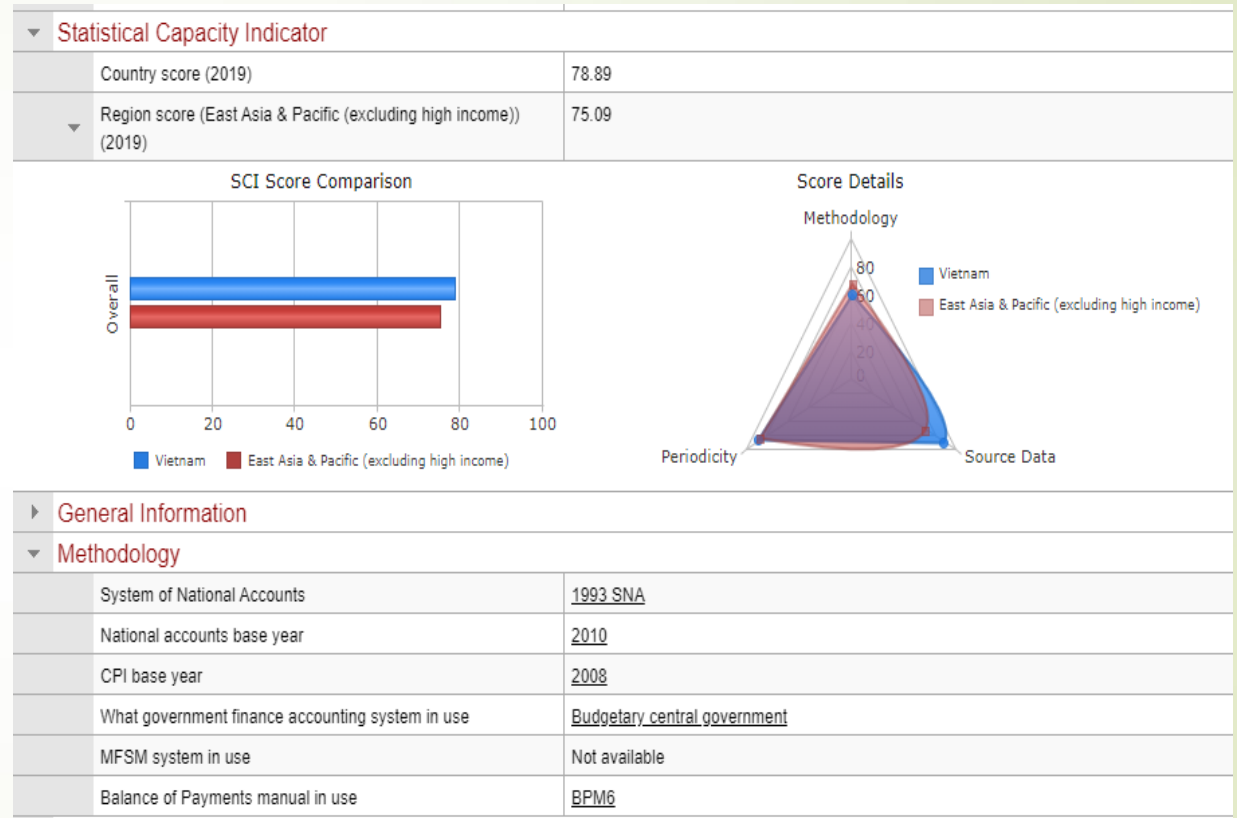 Statistical Capacity Indicator
Country score (2019) 78.89
Region score (East Asia & Pacific (excluding high income)) 75.09
(2019)
SCI Score Comparison
Overall
0 20 40 60 80 100
Vietnam East Asia & Pacific (excluding high income)
Score Details
Methodology
80
60
40
20
0
Periodicity
Source Data
Vietnam
East Asia & Pacific (excluding high income)
General Information
Methodology
System of National Accounts 1993 SNA
National accounts base year 2010
CPI base year 2008
What government finance accounting system in use Budgetary central government
MFSM system in use Not available
Balance of Payments manual in use BPM6